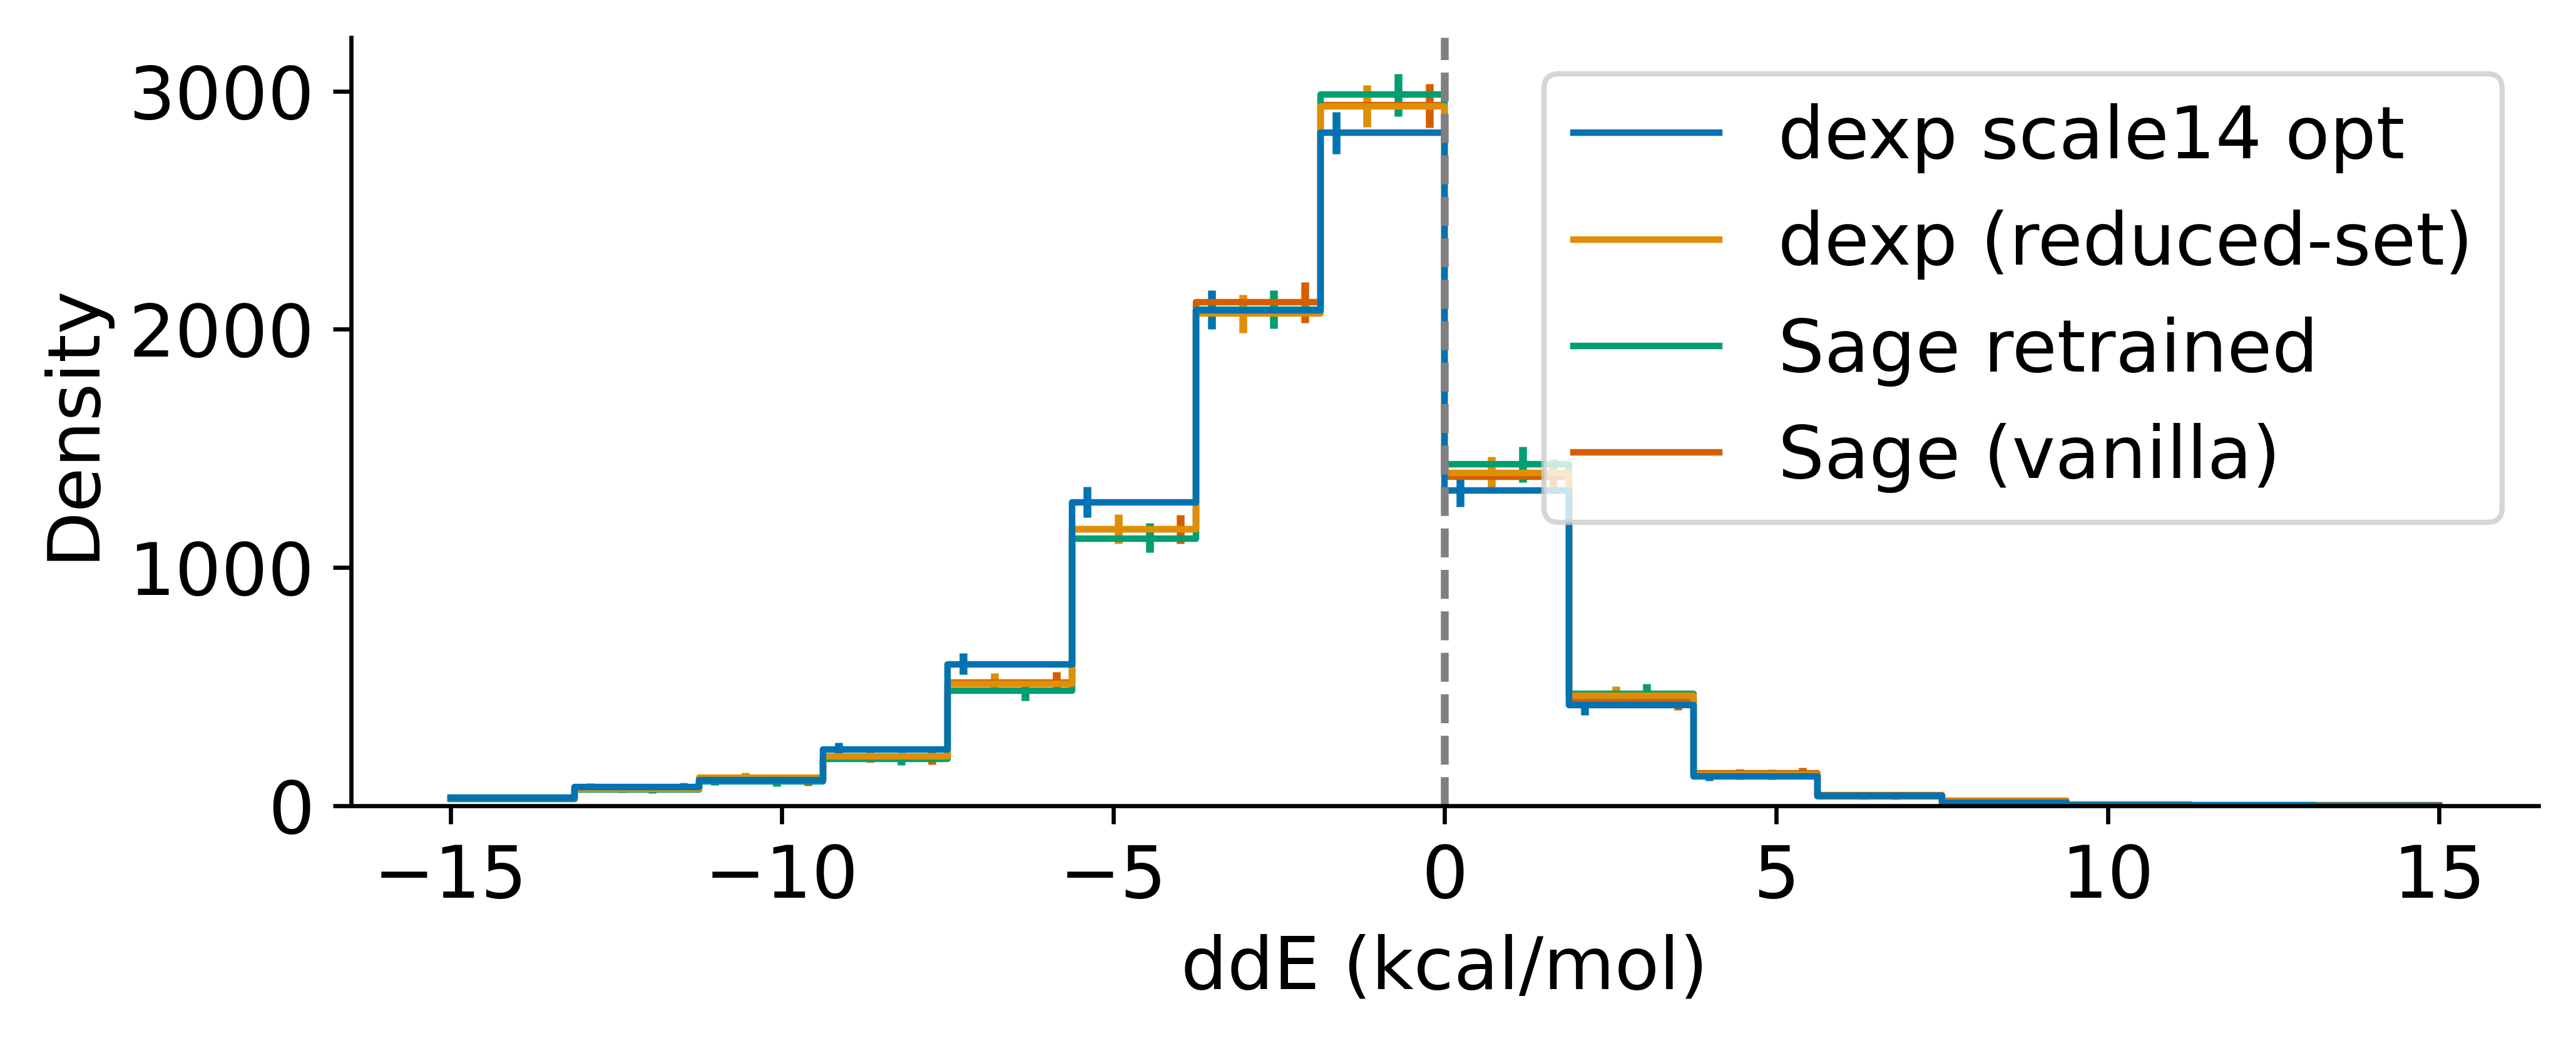 3000
2000
1000
0
Density
−15
−10
−5
0
5
10
15
ddE (kcal/mol)
dexp scale14 opt
dexp (reduced-set)
Sage retrained
Sage (vanilla)